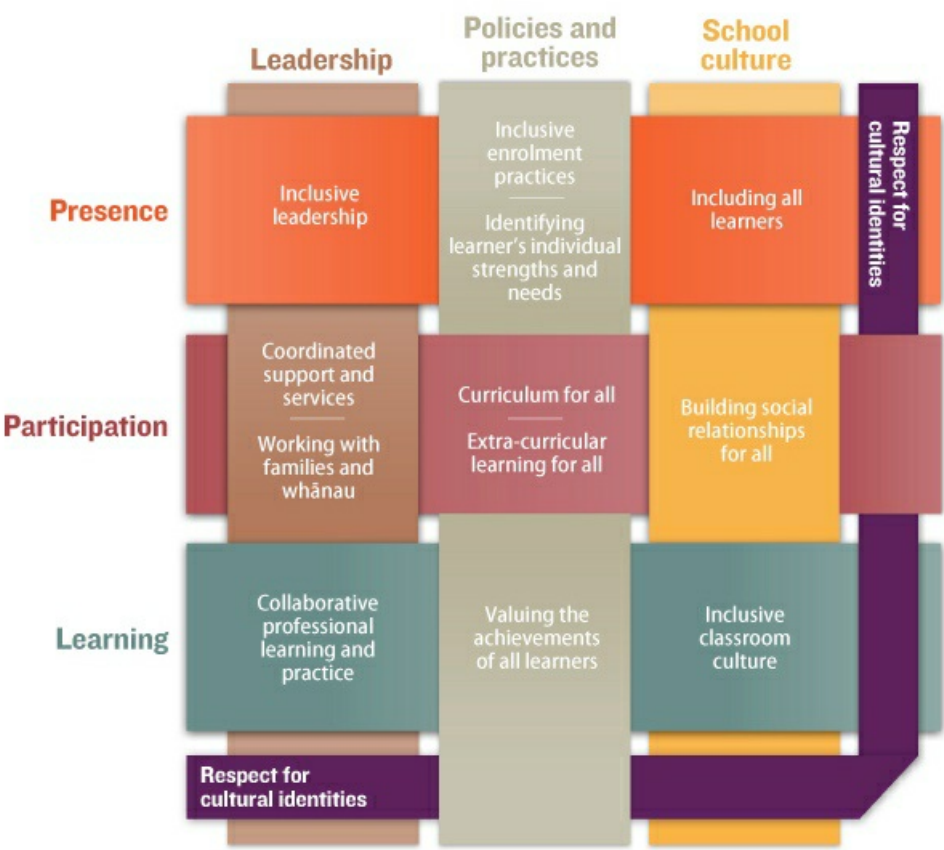 Leadership
Policies and
practices
School
culture
Presence
Inclusive
leadership
Inclusive
enrolment
practices
Identifying
learner's individual
strengths and
needs
Including all
learners
Respect for
cultural identities
Participation
Coordinated
support and
services
Working with
families and
whānau
Curriculum for all
Extra-curricular
learning for all
Building social
relationships
for all
Learning
Collaborative
professional
learning and
practice
Valuing the
achievements
of all learners
Inclusive
classroom
culture
Respect for
cultural identities